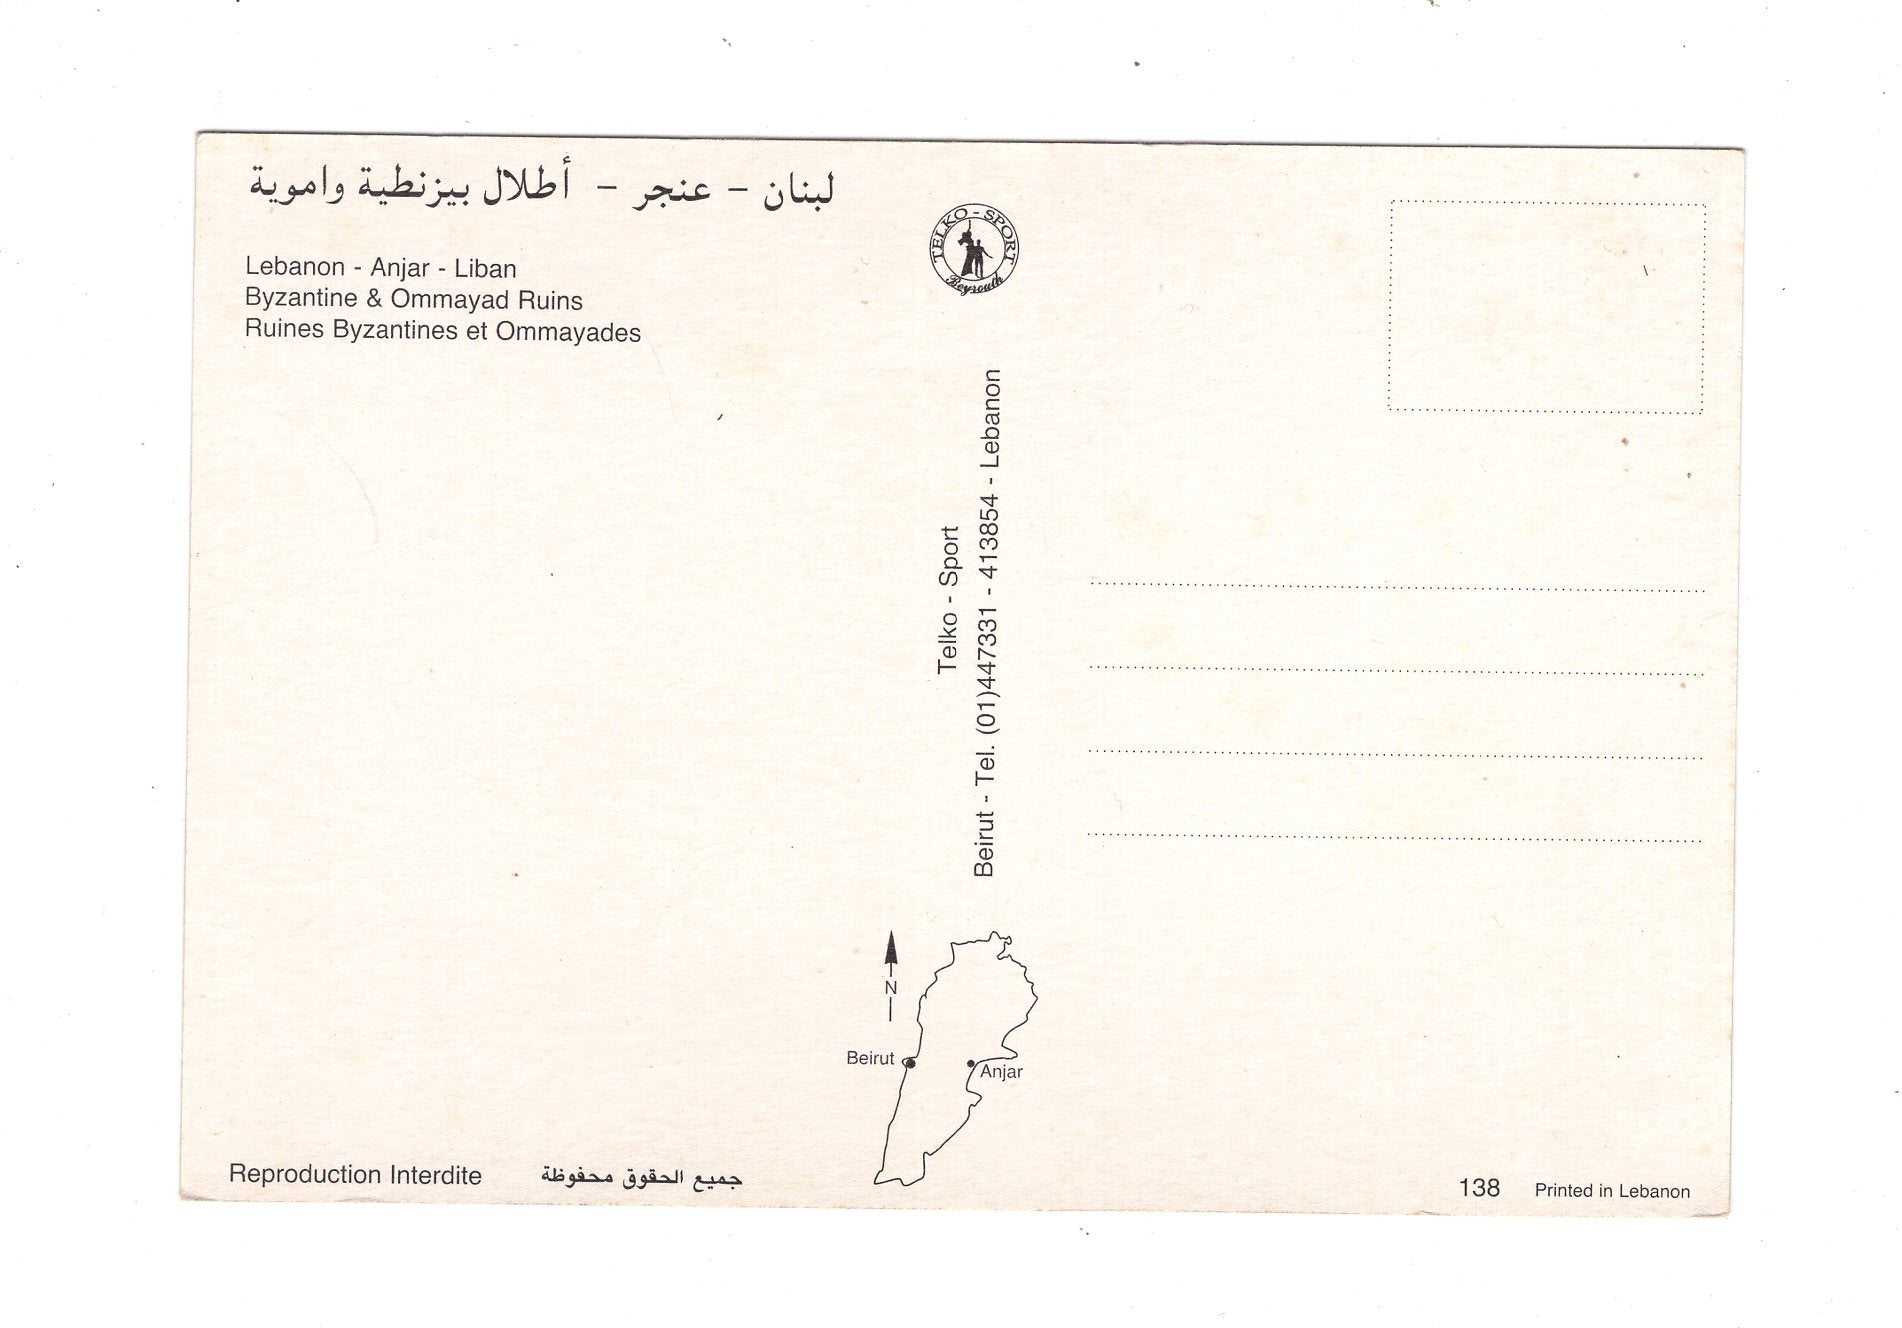 لبنان - عنجر - أطلال بيزنطية واموية
Lebanon - Anjar - Liban
Byzantine & Ommayad Ruins
Ruines Byzantines et Ommayades
TELKO - SPORT
Beyrouth
Telko - Sport
Beirut - Tel. (01)447331 - 413854 - Lebanon
N
Beirut
Anjar
Reproduction Interdite
جميع الحقوق محفوظة
138
Printed in Lebanon